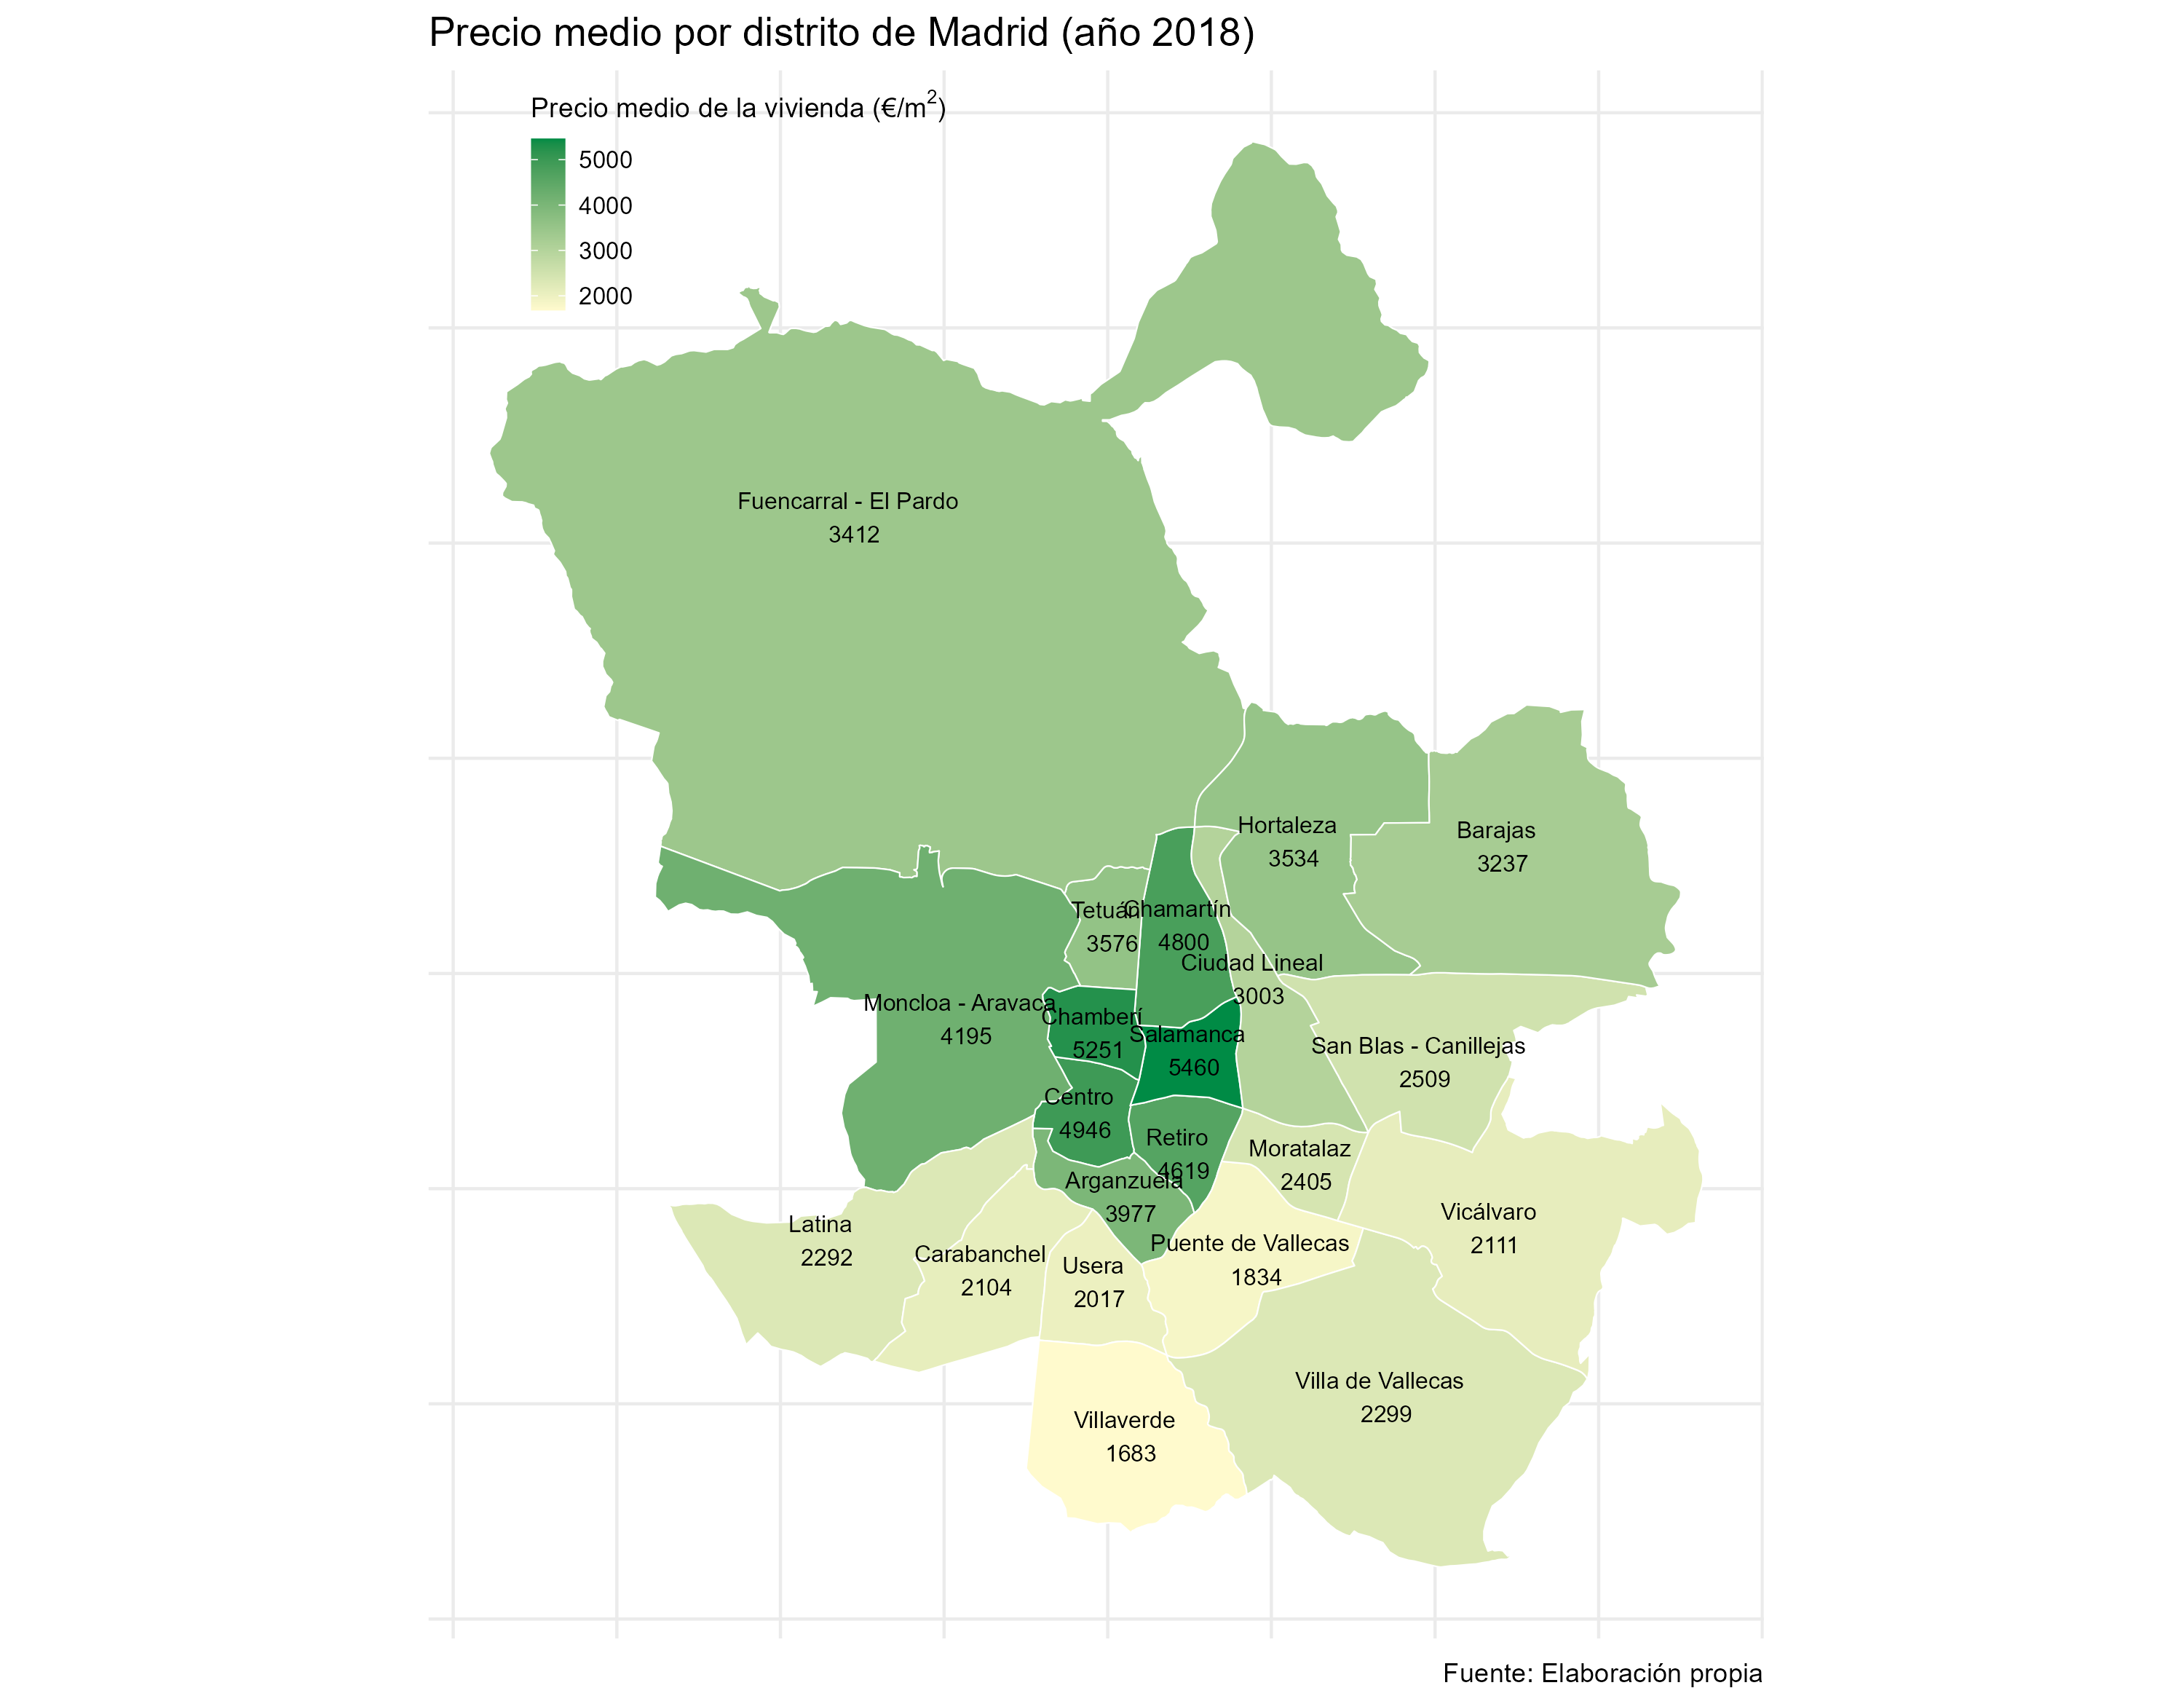 Precio medio por distrito de Madrid (año 2018)
Precio medio de la vivienda (€/m²)
5000
4000
3000
2000
Fuencarral - El Pardo
3412
Hortaleza
3534
Barajas
3237
Tetuán
3576
Chamartín
4800
Ciudad Lineal
3003
Moncloa - Aravaca
4195
Chamberí
5251
Salamanca
5460
San Blas - Canillejas
2509
Centro
4946
Retiro
4619
Moratalaz
2405
Arganzuela
3977
Vicálvaro
2111
Latina
2292
Carabanchel
2104
Usera
2017
Puente de Vallecas
1834
Villa de Vallecas
2299
Villaverde
1683
Fuente: Elaboración propia